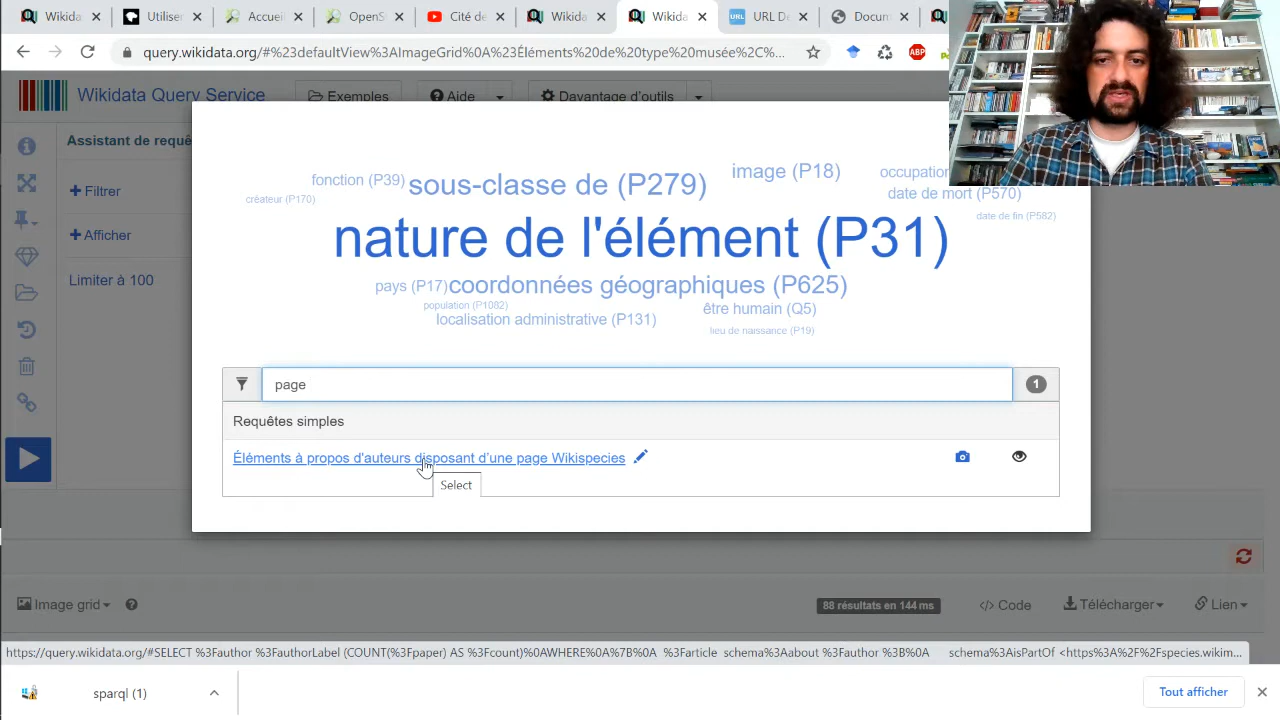 Wikida
Utiliser
Accueil
OpenS
Cité de
Wikida
Wikida
URL De
Docum
query.wikidata.org/#%23defaultView%3AImageGrid%0A%23Éléments%20de%20type%20musée%2C%...
ABP
Wikidata Query Service
Exemples
Aide
Davantage d'outils
Assistant de requê
Filtrer
Afficher
Limiter à 100
fonction (P39)
sous-classe de (P279)
image (P18)
occupation
créateur (P170)
date de mort (P570)
date de fin (P582)
nature de l'élément (P31)
pays (P17)
coordonnées géographiques (P625)
population (P1082)
être humain (Q5)
localisation administrative (P131)
lieu de naissance (P19)
page
1
Requêtes simples
Éléments à propos d'auteurs disposant d'une page Wikispecies
Select
Image grid
88 résultats en 144 ms
</> Code
Télécharger
Lien
https://query.wikidata.org/#SELECT %3Fauthor %3FauthorLabel (COUNT(%3Fpaper) AS %3Fcount)%0AWHERE%0A%7B%0A %3Farticle schema%3Aabout %3Fauthor %3B%0A schema%3AisPartOf <https%3A%2F%2Fspecies.wikim...
sparql (1)
Tout afficher